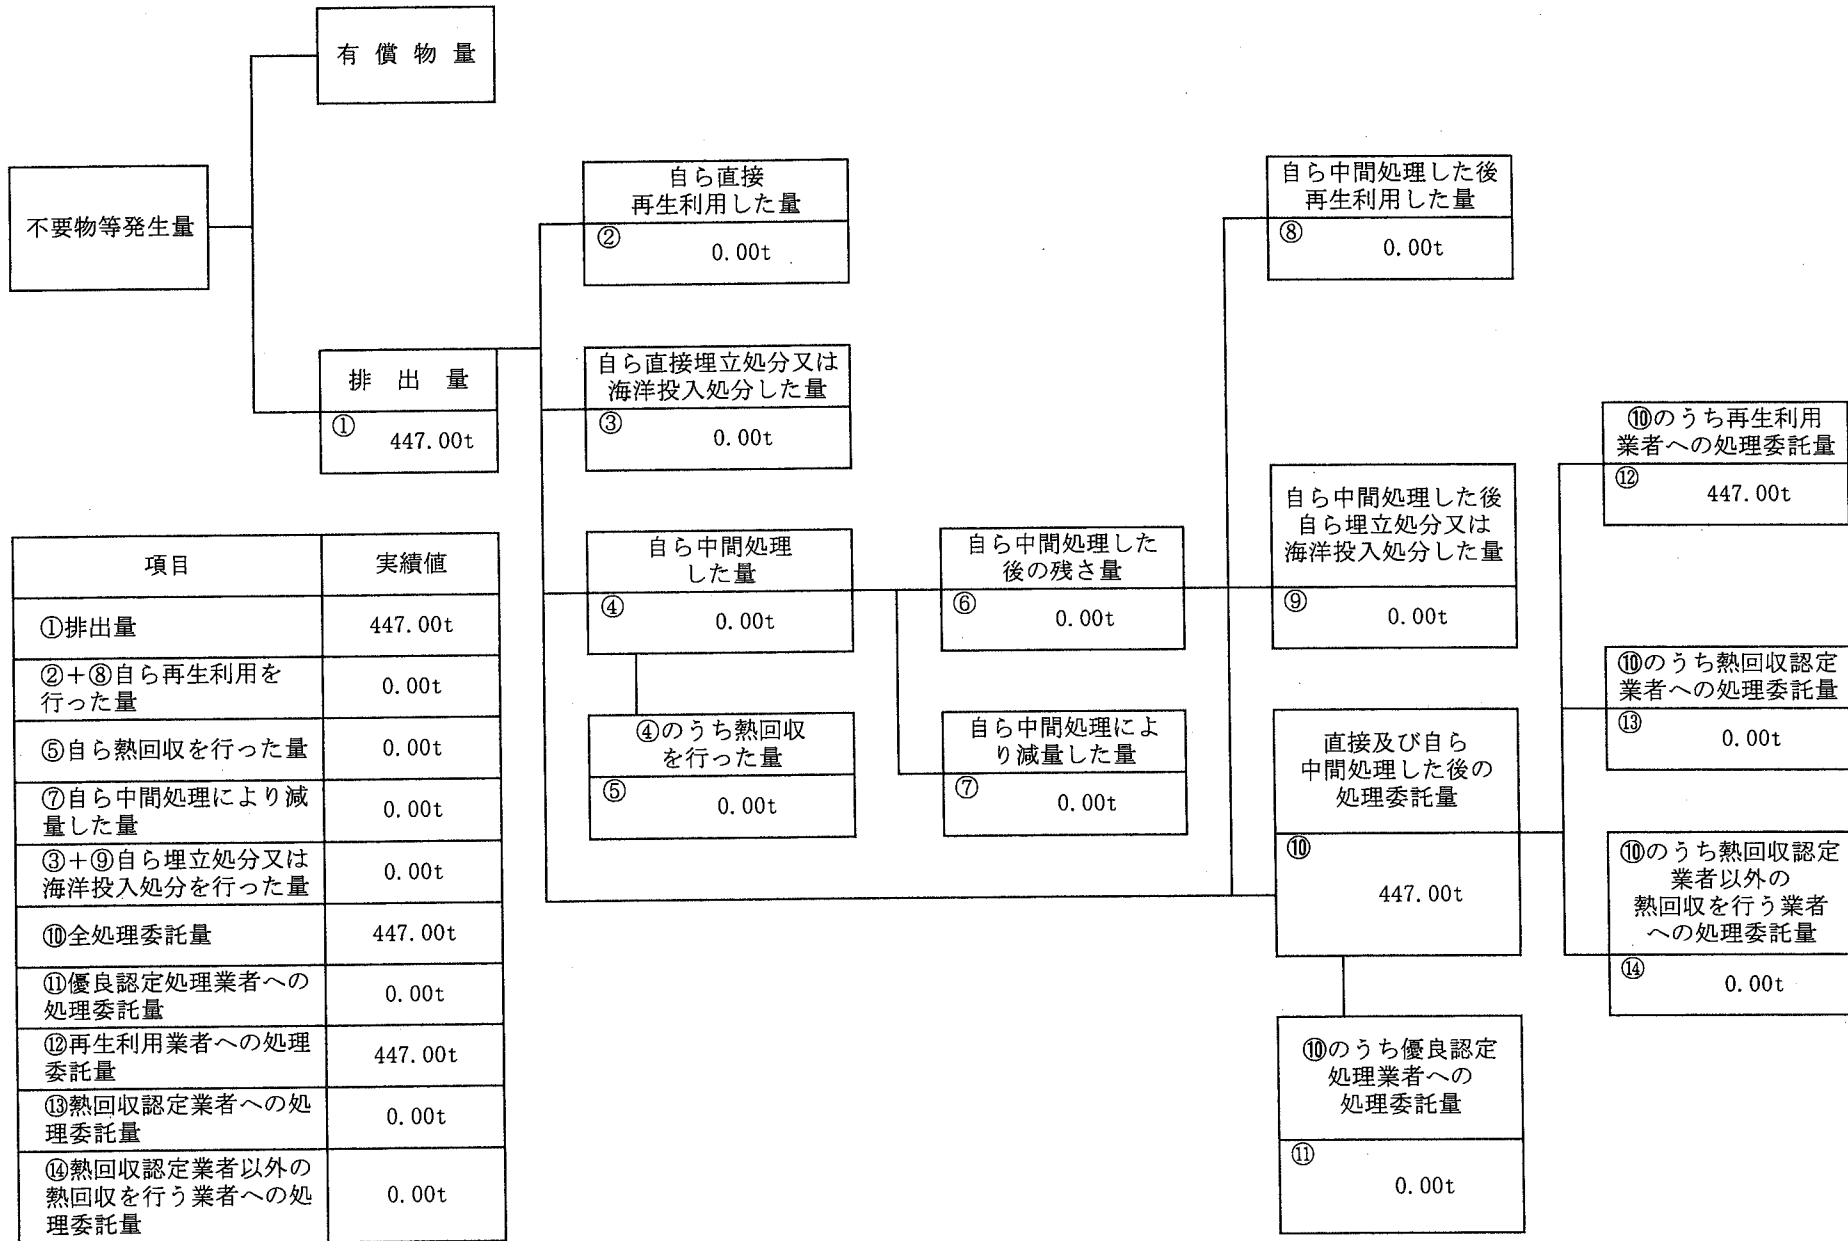 有償物量
不要物等発生量
排出量
①
447.00t
自ら直接
再生利用した量
②
0.00t
自ら直接埋立処分又は
海洋投入処分した量
③
0.00t
自ら中間処理
した量
④
0.00t
④のうち熱回収
を行った量
⑤
0.00t
自ら中間処理した
後の残さ量
⑥
0.00t
自ら中間処理によ
り減量した量
⑦
0.00t
自ら中間処理した後
再生利用した量
⑧
0.00t
自ら中間処理した後
自ら埋立処分又は
海洋投入処分した量
⑨
0.00t
直接及び自ら
中間処理した後の
処理委託量
⑩
447.00t
⑩のうち優良認定
処理業者への
処理委託量
⑪
0.00t
⑩のうち再生利用
業者への処理委託量
⑫
447.00t
⑩のうち熱回収認定
業者への処理委託量
⑬
0.00t
⑩のうち熱回収認定
業者以外の
熱回収を行う業者
への処理委託量
⑭
0.00t
項目 実績値
①排出量 447.00t
②+⑧自ら再生利用を
行った量 0.00t
⑤自ら熱回収を行った量 0.00t
⑦自ら中間処理により減
量した量 0.00t
③+⑨自ら埋立処分又は
海洋投入処分を行った量 0.00t
⑩全処理委託量 447.00t
⑪優良認定処理業者への
処理委託量 0.00t
⑫再生利用業者への処理
委託量 447.00t
⑬熱回収認定業者への処
理委託量 0.00t
⑭熱回収認定業者以外の
熱回収を行う業者への処
理委託量 0.00t